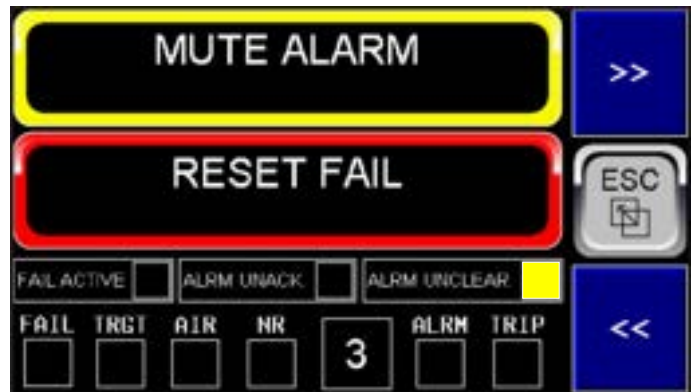 MUTE ALARM
>>
RESET FAIL
ESC
FAIL ACTIVE
ALRM UNACK
ALRM UNCLEAR
FAIL TRGT AIR NR 3 ALRM TRIP
<<